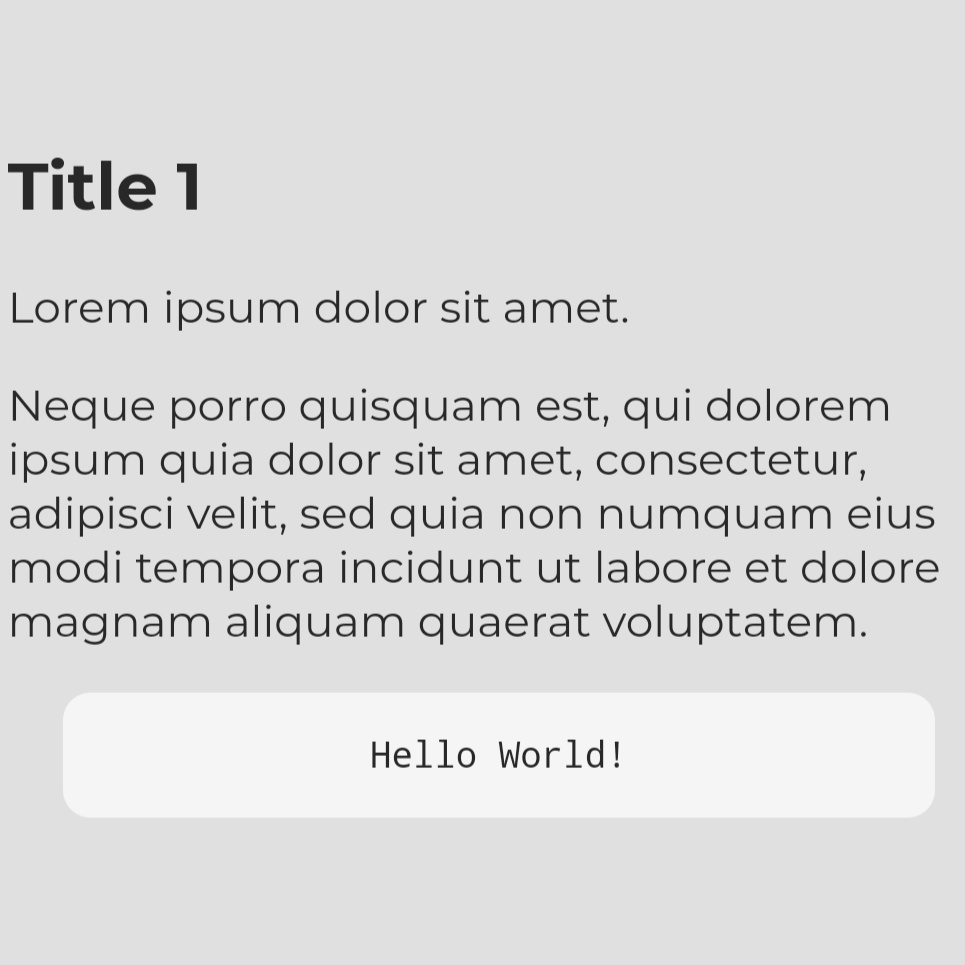 Title 1
Lorem ipsum dolor sit amet.
Neque porro quisquam est, qui dolorem
ipsum quia dolor sit amet, consectetur,
adipisci velit, sed quia non numquam eius
modi tempora incidunt ut labore et dolore
magnam aliquam quaerat voluptatem.
Hello World!